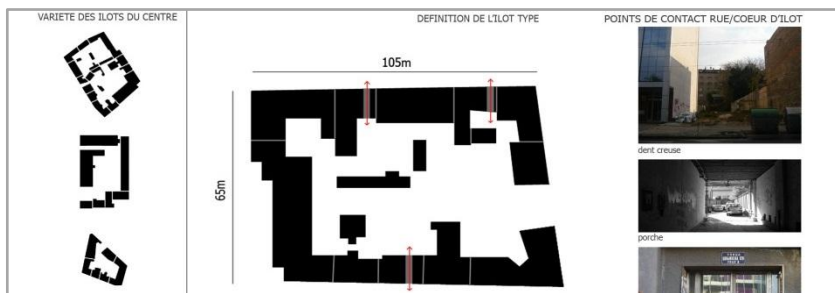 VARIETE DES ILOTS DU CENTRE
DEFINITION DE L'ILOT TYPE
105m
65m
POINTS DE CONTACT RUE/COEUR D'ILOT
dent creuse
porche